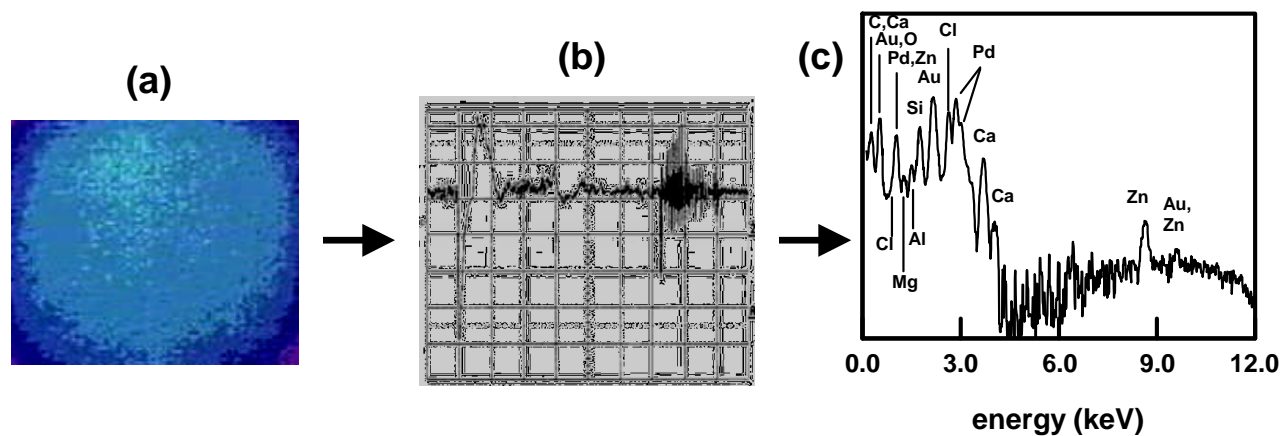 (a)
(b)
(c)
C,Ca
Au,O
Pd,Zn
Au
Cl
Pd
Si
Ca
Ca
Cl
Mg
Al
Zn
Au,
Zn
0.0 3.0 6.0 9.0 12.0
energy (keV)